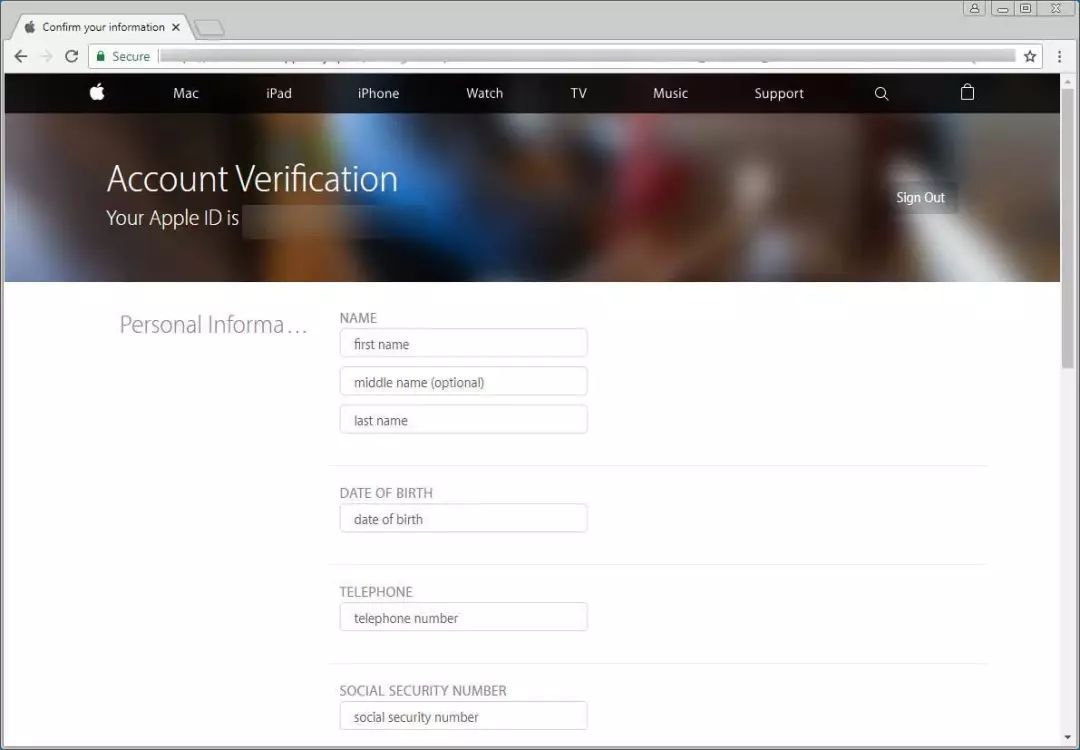 Confirm your information
Secure
Mac iPad iPhone Watch TV Music Support
Account Verification
Your Apple ID is
Sign Out
Personal Informa...
NAME
first name
middle name (optional)
last name
DATE OF BIRTH
date of birth
TELEPHONE
telephone number
SOCIAL SECURITY NUMBER
social security number